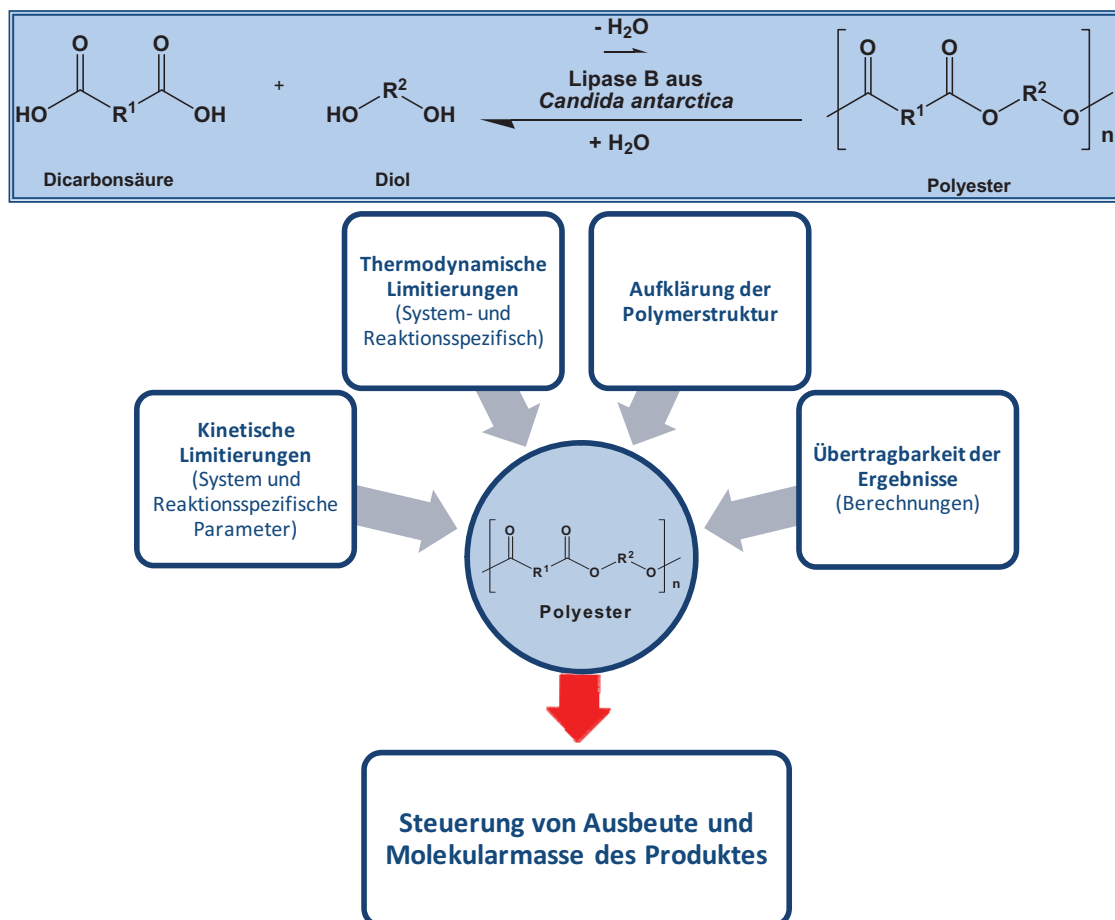 O O
HO R¹ OH
+
R²
HO OH
- H₂O
Lipase B aus
Candida antarctica
+ H₂O
O O
R¹ O R² O
n
Dicarbonsäure
Diol
Polyester
Thermodynamische
Limitierungen
(System- und
Reaktionsspezifisch)
Aufklärung der
Polymerstruktur
Kinetische
Limitierungen
(System und
Reaktionsspezifische
Parameter)
Übertragbarkeit der
Ergebnisse
(Berechnungen)
O O
R¹ O R² O
n
Polyester
Steuerung von Ausbeute und
Molekularmasse des Produktes